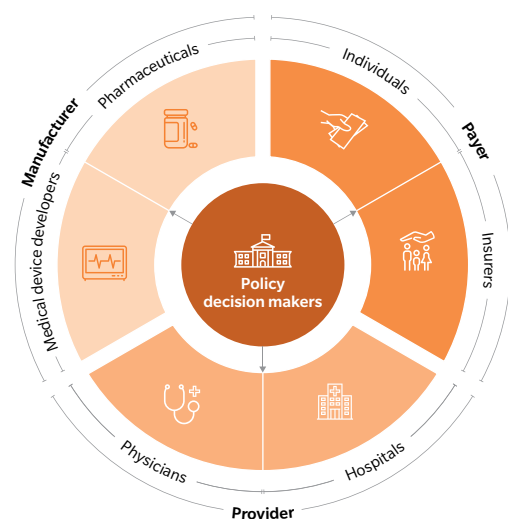 Pharmaceuticals
Individuals
Manufacturer
Payer
Medical device developers
Insurers
Policy
decision makers
Physicians
Hospitals
Provider